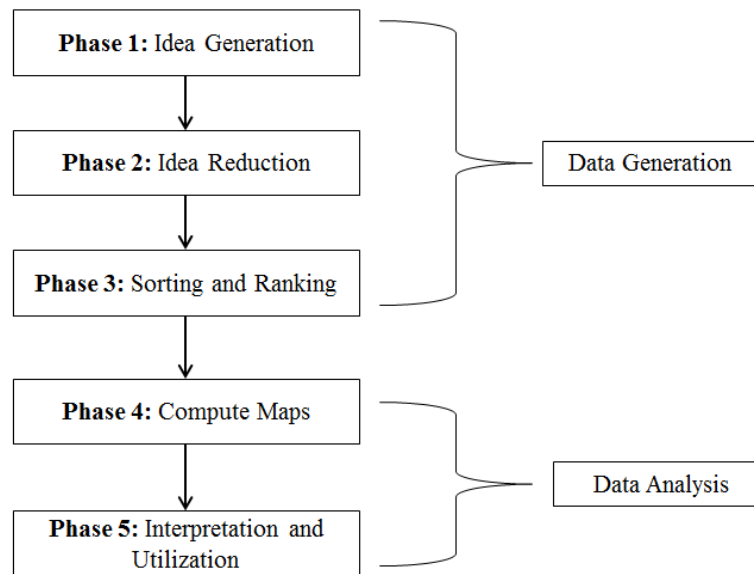 Phase 1: Idea Generation
Phase 2: Idea Reduction
Data Generation
Phase 3: Sorting and Ranking
Phase 4: Compute Maps
Data Analysis
Phase 5: Interpretation and
Utilization